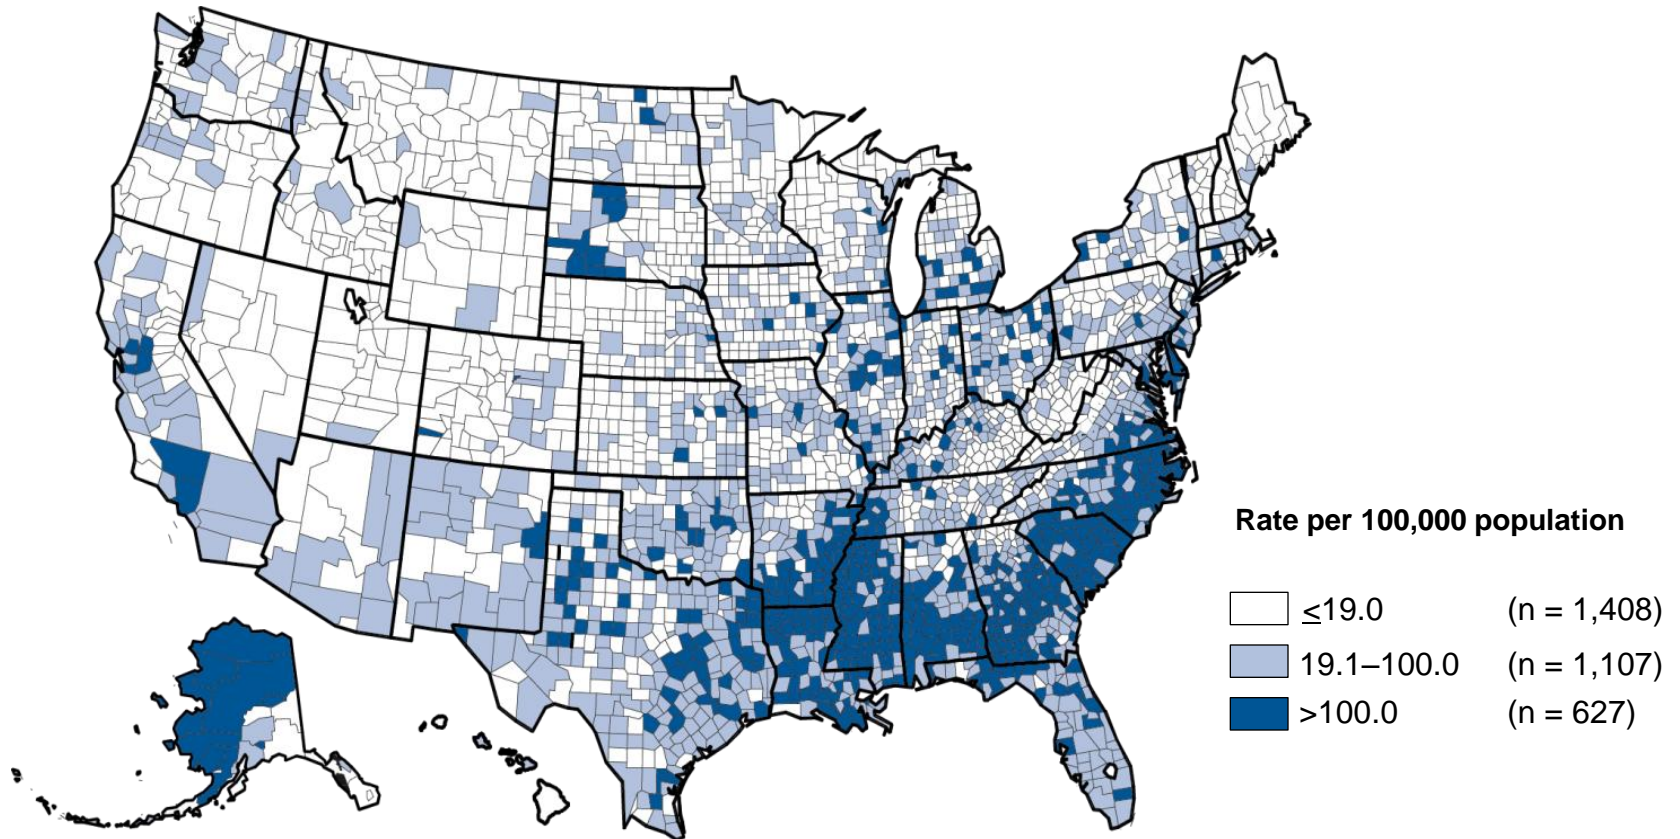 Rate per 100,000 population
≤19.0 (n = 1,408)
19.1–100.0 (n = 1,107)
>100.0 (n = 627)